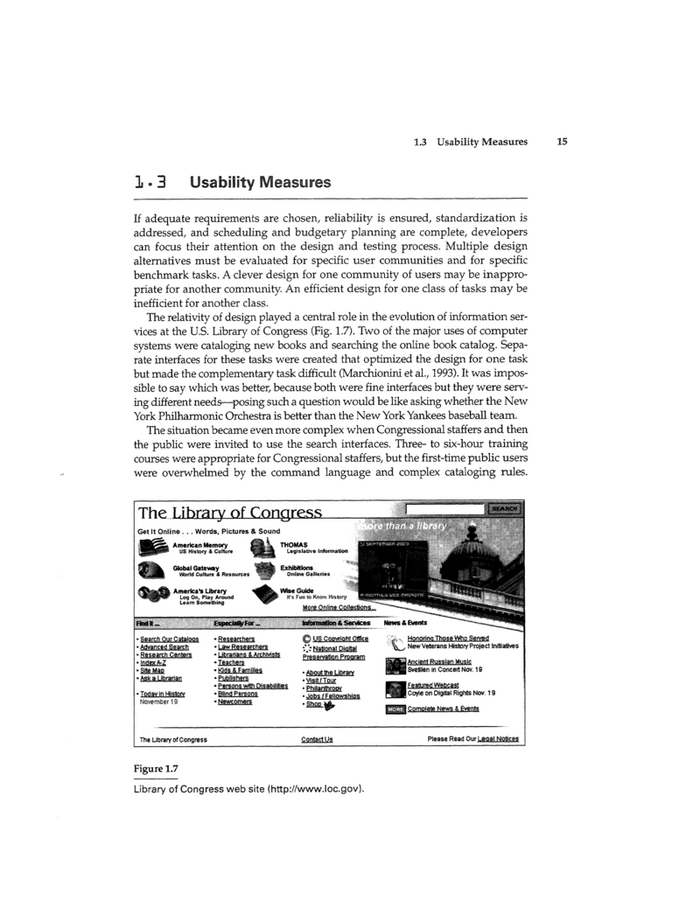 1.3 Usability Measures 15
1.3 Usability Measures
If adequate requirements are chosen, reliability is ensured, standardization is
addressed, and scheduling and budgetary planning are complete, developers
can focus their attention on the design and testing process. Multiple design
alternatives must be evaluated for specific user communities and for specific
benchmark tasks. A clever design for one community of users may be inappro-
priate for another community. An efficient design for one class of tasks may be
inefficient for another class.
The relativity of design played a central role in the evolution of information ser-
vices at the U.S. Library of Congress (Fig. 1.7). Two of the major uses of computer
systems were cataloging new books and searching the online book catalog. Sepa-
rate interfaces for these tasks were created that optimized the design for one task
but made the complementary task difficult (Marchionini et al., 1993). It was impos-
sible to say which was better, because both were fine interfaces but they were serv-
ing different needs—posing such a question would be like asking whether the New
York Philharmonic Orchestra is better than the New York Yankees baseball team.
The situation became even more complex when Congressional staffers and then
the public were invited to use the search interfaces. Three- to six-hour training
courses were appropriate for Congressional staffers, but the first-time public users
were overwhelmed by the command language and complex cataloging rules.
The Library of Congress
SEARCH
more than a library
Get It Online . . . Words, Pictures & Sound
American Memory
US History & Culture
THOMAS
Legislative Information
SEPTEMBER 2003
Global Gateway
World Culture & Resources
Exhibitions
Online Galleries
America's Library
Log On, Play Around
Learn Something
Wise Guide
It's Fun to Know History
A MONTHLY WEB MAGAZINE
More Online Collections...
Find It ...
• Search Our Catalogs
• Advanced Search
• Research Centers
• Index A-Z
• Site Map
• Ask a Librarian
• Today in History
November 19
Especially For ...
• Researchers
• Law Researchers
• Librarians & Archivists
• Teachers
• Kids & Families
• Publishers
• Persons with Disabilities
• Blind Persons
• Newcomers
Information & Services
© US Copyright Office
National Digital
Preservation Program
• About the Library
• Visit / Tour
• Philanthropy
• Jobs / Fellowships
• Shop
News & Events
Honoring Those Who Served
New Veterans History Project Initiatives
Ancient Russian Music
Svetilen in Concert Nov. 19
Featured Webcast
Coyle on Digital Rights Nov. 19
MORE Complete News & Events
The Library of Congress
Contact Us
Please Read Our Legal Notices
Figure 1.7
Library of Congress web site (http://www.loc.gov).